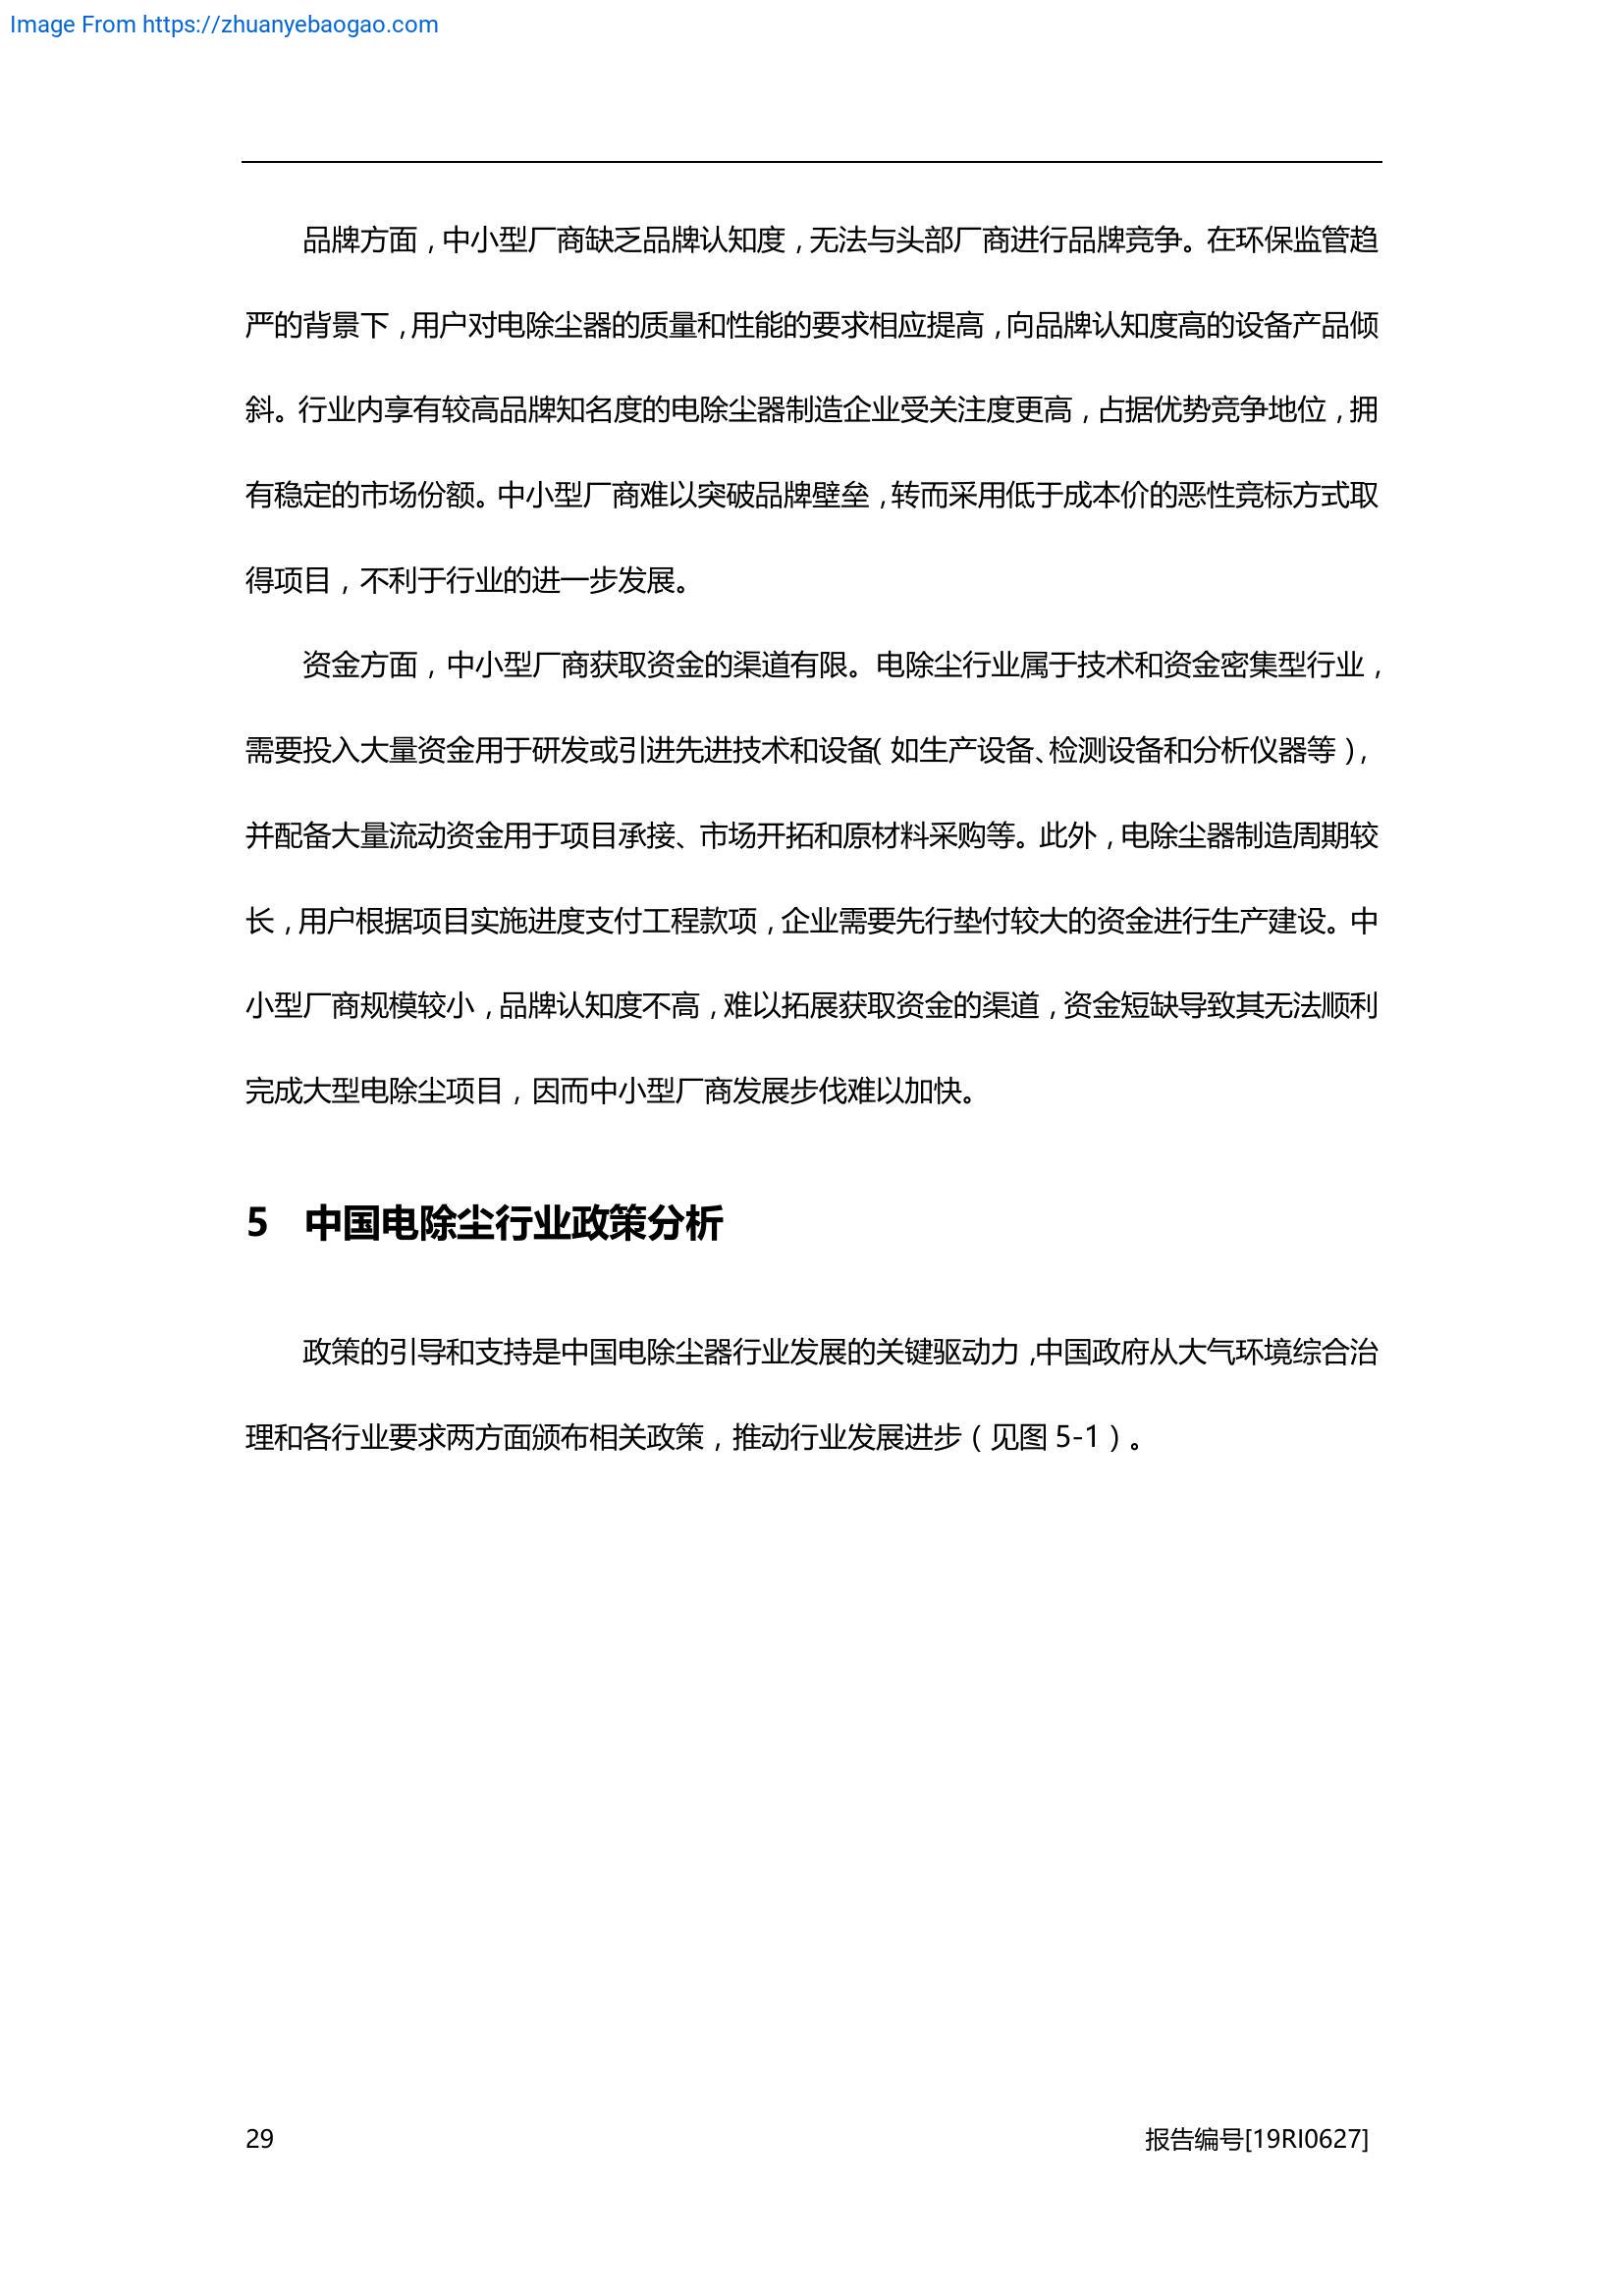 Image From https://zhuanyebaogao.com
品牌方面，中小型厂商缺乏品牌认知度，无法与头部厂商进行品牌竞争。在环保监管趋
严的背景下，用户对电除尘器的质量和性能的要求相应提高，向品牌认知度高的设备产品倾
斜。行业内享有较高品牌知名度的电除尘器制造企业受关注度更高，占据优势竞争地位，拥
有稳定的市场份额。中小型厂商难以突破品牌壁垒，转而采用低于成本价的恶性竞标方式取
得项目，不利于行业的进一步发展。
资金方面，中小型厂商获取资金的渠道有限。电除尘行业属于技术和资金密集型行业，
需要投入大量资金用于研发或引进先进技术和设备（如生产设备、检测设备和分析仪器等），
并配备大量流动资金用于项目承接、市场开拓和原材料采购等。此外，电除尘器制造周期较
长，用户根据项目实施进度支付工程款项，企业需要先行垫付较大的资金进行生产建设。中
小型厂商规模较小，品牌认知度不高，难以拓展获取资金的渠道，资金短缺导致其无法顺利
完成大型电除尘项目，因而中小型厂商发展步伐难以加快。
5 中国电除尘行业政策分析
政策的引导和支持是中国电除尘器行业发展的关键驱动力，中国政府从大气环境综合治
理和各行业要求两方面颁布相关政策，推动行业发展进步（见图 5-1）。
29 报告编号[19RI0627]